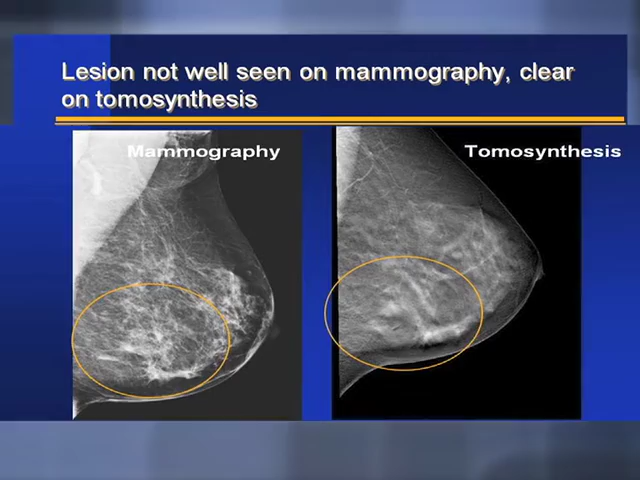 Lesion not well seen on mammography, clear
on tomosynthesis
Mammography
Tomosynthesis